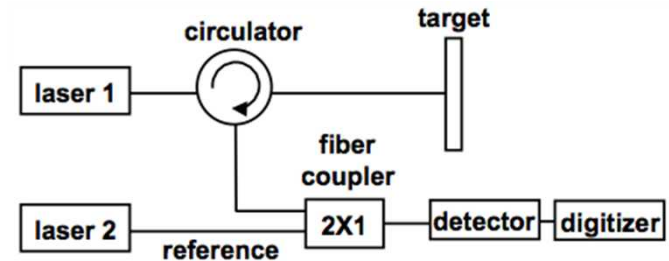 circulator
target
laser 1
fiber
coupler
laser 2
reference
2X1
detector
digitizer